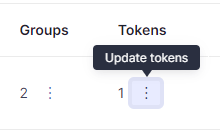 Groups Tokens
Update tokens
2 ⋮ 1 ⋮